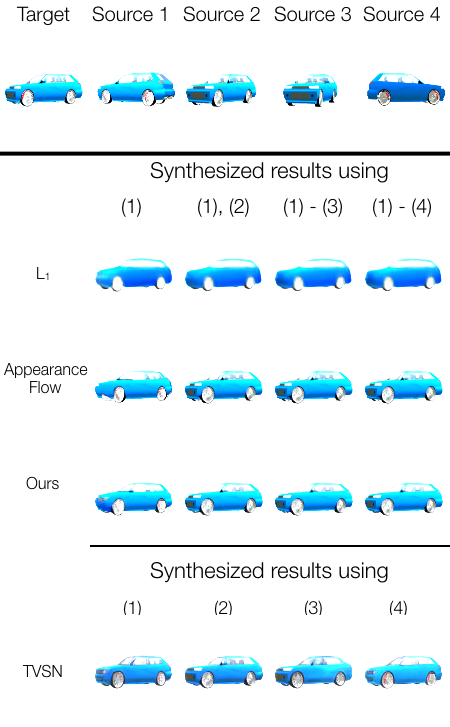 Target Source 1 Source 2 Source 3 Source 4
Synthesized results using
(1) (1), (2) (1) - (3) (1) - (4)
L₁
Appearance
Flow
Ours
Synthesized results using
(1) (2) (3) (4)
TVSN